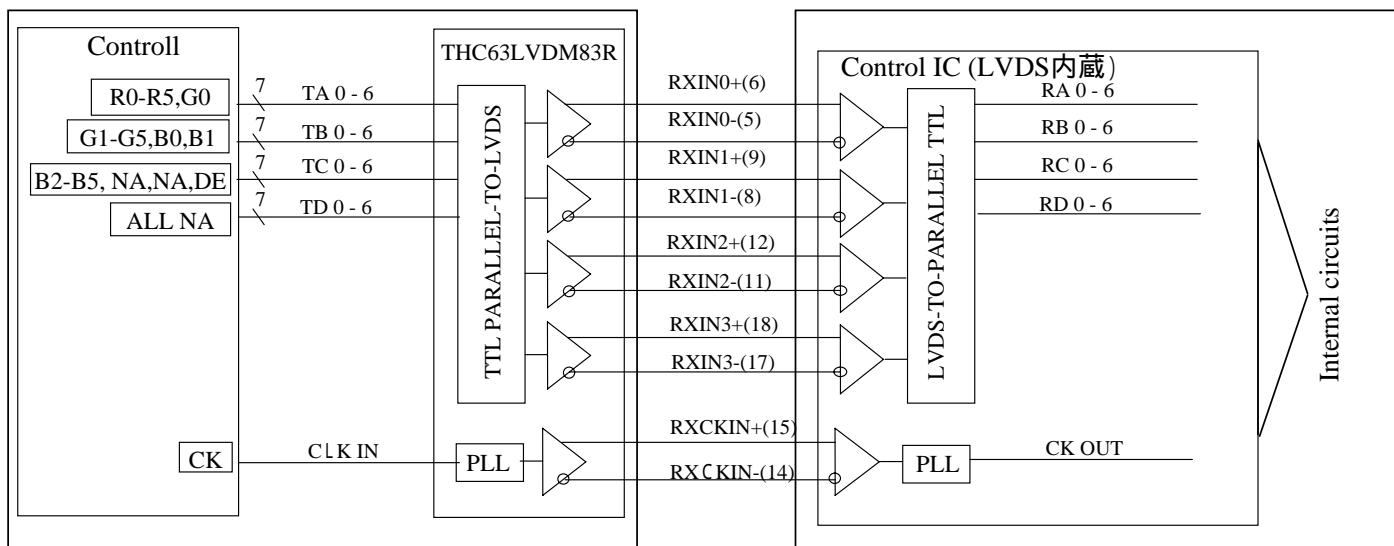 Controll
R0-R5,G0
G1-G5,B0,B1
B2-B5, NA,NA,DE
ALL NA
CK
7
TA 0 - 6
7
TB 0 - 6
7
TC 0 - 6
7
TD 0 - 6
CLK IN
THC63LVDM83R
TTL PARALLEL-TO-LVDS
PLL
RXIN0+(6)
RXIN0-(5)
RXIN1+(9)
RXIN1-(8)
RXIN2+(12)
RXIN2-(11)
RXIN3+(18)
RXIN3-(17)
RXCKIN+(15)
RXCKIN-(14)
Control IC (LVDS内蔵)
LVDS-TO-PARALLEL TTL
PLL
RA 0 - 6
RB 0 - 6
RC 0 - 6
RD 0 - 6
CK OUT
Internal circuits